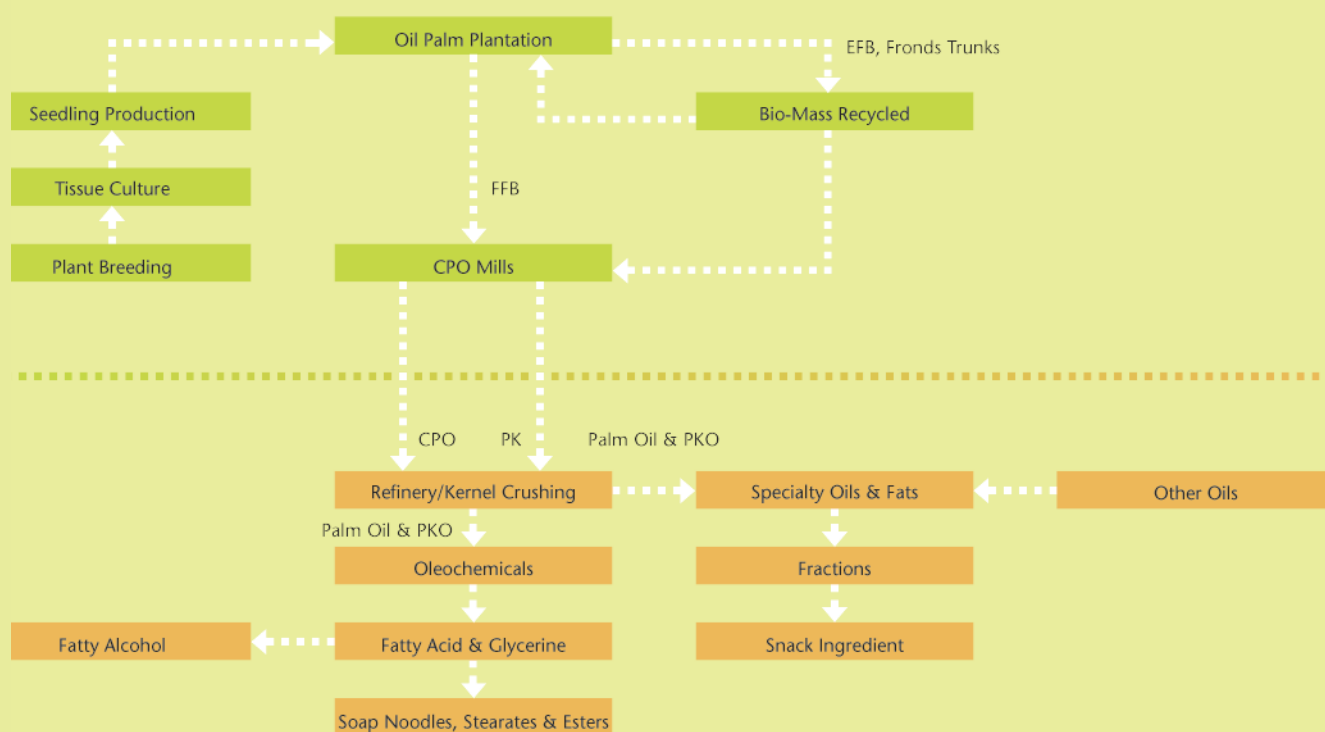 Oil Palm Plantation
EFB, Fronds Trunks
Seedling Production
Bio-Mass Recycled
Tissue Culture
FFB
Plant Breeding
CPO Mills
CPO
PK
Palm Oil & PKO
Refinery/Kernel Crushing
Specialty Oils & Fats
Other Oils
Palm Oil & PKO
Oleochemicals
Fractions
Fatty Alcohol
Fatty Acid & Glycerine
Snack Ingredient
Soap Noodles, Stearates & Esters